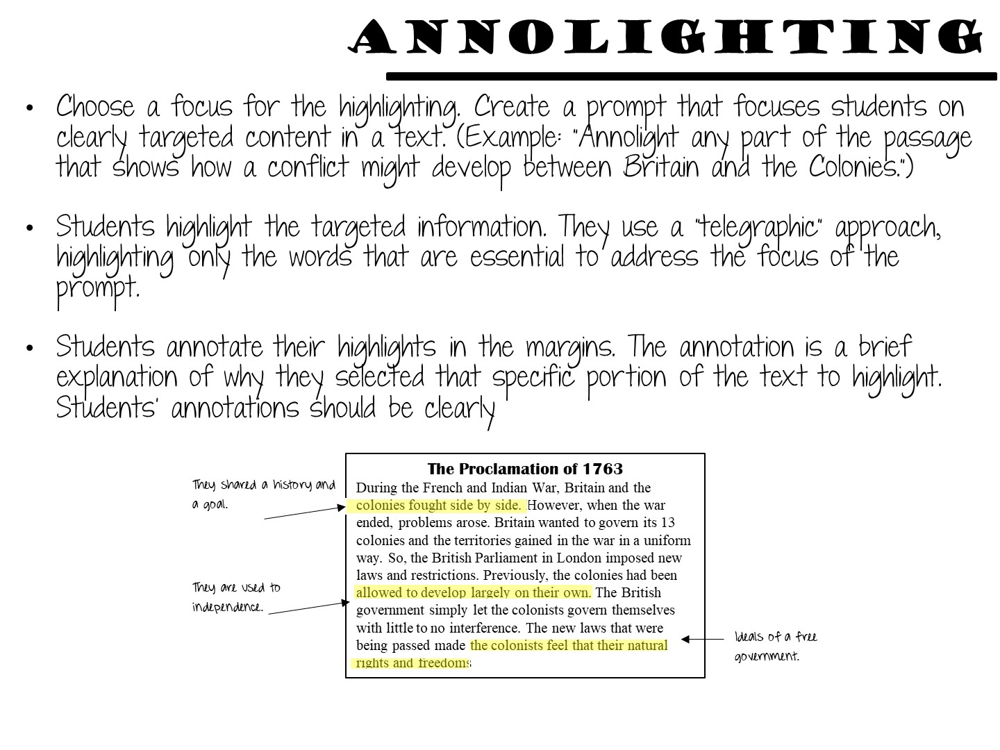 ANNOLIGHTING
• Choose a focus for the highlighting. Create a prompt that focuses students on
clearly targeted content in a text. (Example: "Annolight any part of the passage
that shows how a conflict might develop between Britain and the Colonies.")
• Students highlight the targeted information. They use a "telegraphic" approach,
highlighting only the words that are essential to address the focus of the
prompt.
• Students annotate their highlights in the margins. The annotation is a brief
explanation of why they selected that specific portion of the text to highlight.
Students' annotations should be clearly
They shared a history and
a goal.
They are used to
independence.
The Proclamation of 1763
During the French and Indian War, Britain and the
colonies fought side by side. However, when the war
ended, problems arose. Britain wanted to govern its 13
colonies and the territories gained in the war in a uniform
way. So, the British Parliament in London imposed new
laws and restrictions. Previously, the colonies had been
allowed to develop largely on their own. The British
government simply let the colonists govern themselves
with little to no interference. The new laws that were
being passed made the colonists feel that their natural
rights and freedoms
Ideals of a free
government.